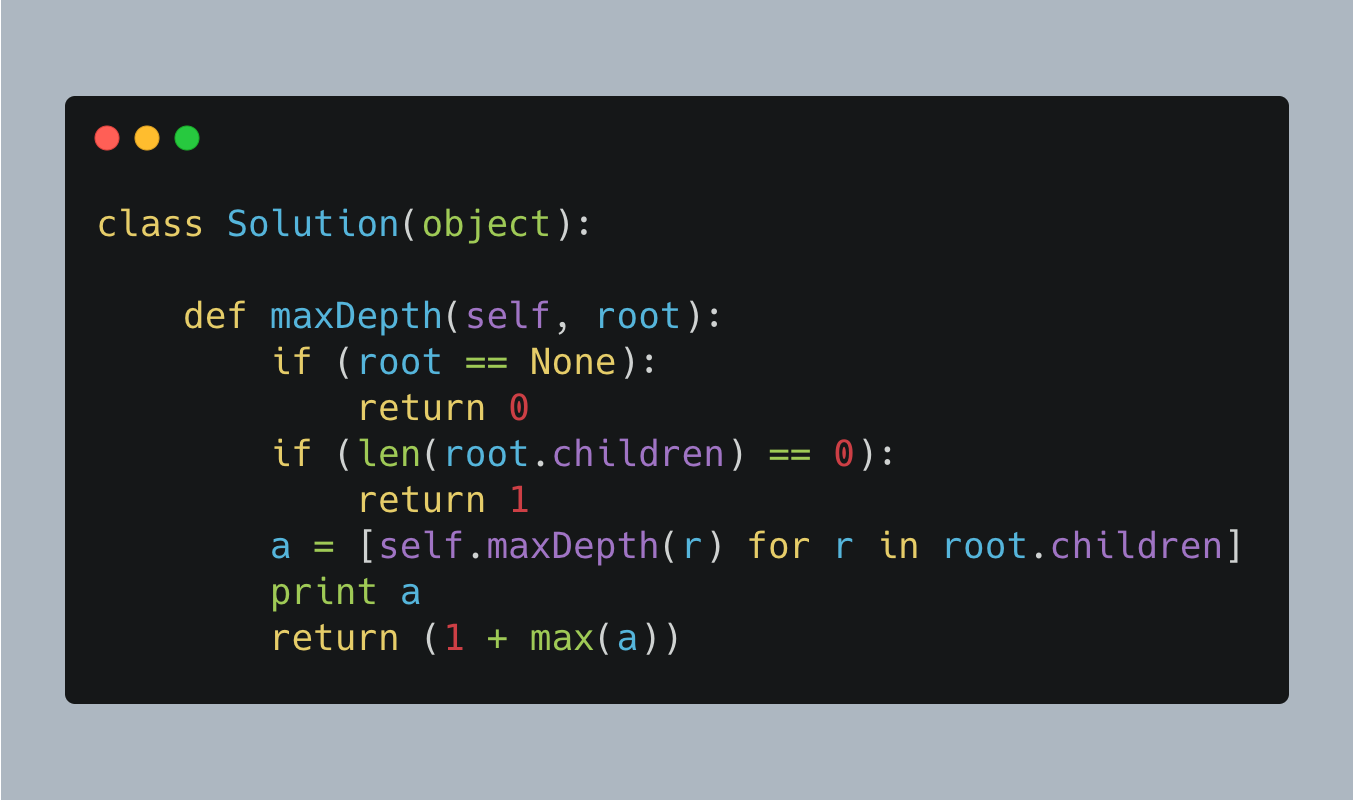 class Solution(object):
    def maxDepth(self, root):
        if (root == None):
            return 0
        if (len(root.children) == 0):
            return 1
        a = [self.maxDepth(r) for r in root.children]
        print a
        return (1 + max(a))